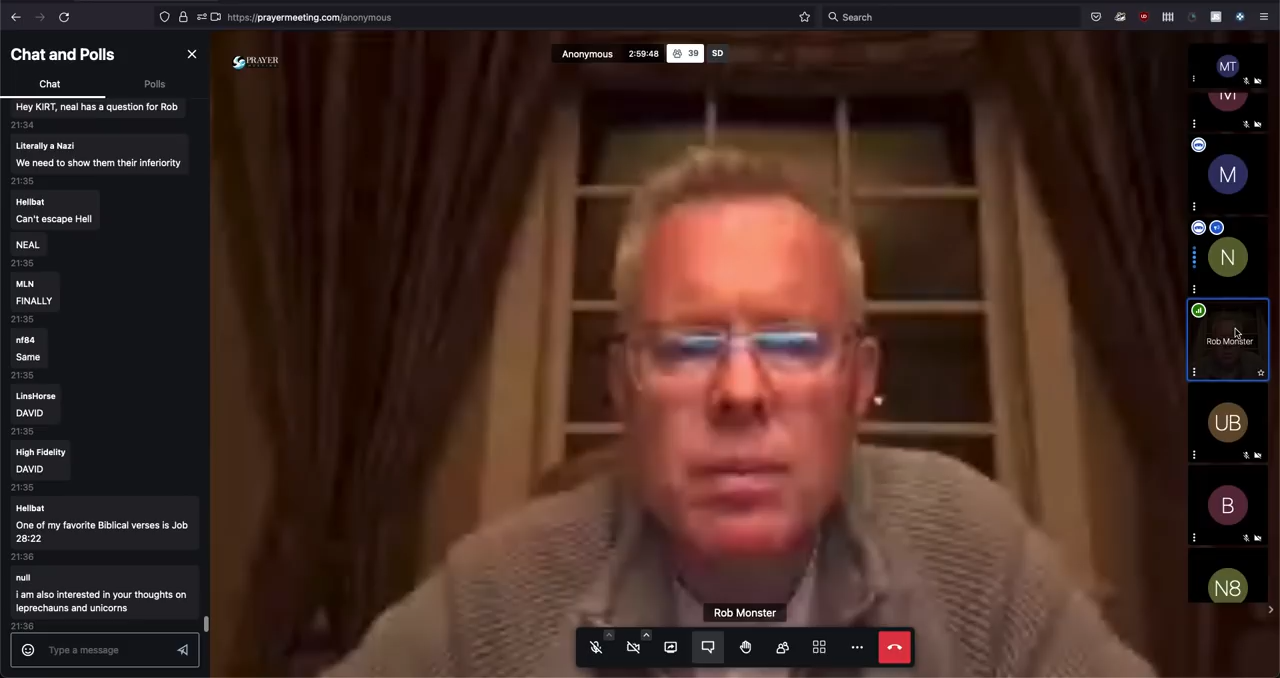 https://prayermeeting.com/anonymous
Search
Chat and Polls
Chat
Polls
Hey KIRT, neal has a question for Rob
21:34
Literally a Nazi
We need to show them their inferiority
21:35
Hellbat
Can't escape Hell
NEAL
21:35
MLN
FINALLY
21:35
nf84
Same
21:35
LinsHorse
DAVID
21:35
High Fidelity
DAVID
21:35
Hellbat
One of my favorite Biblical verses is Job
28:22
21:36
null
i am also interested in your thoughts on
leprechauns and unicorns
21:36
Type a message
PRAYER
MEETING
Anonymous
2:59:48
39
SD
Rob Monster
MT
M
M
N
Rob Monster
UB
B
N8